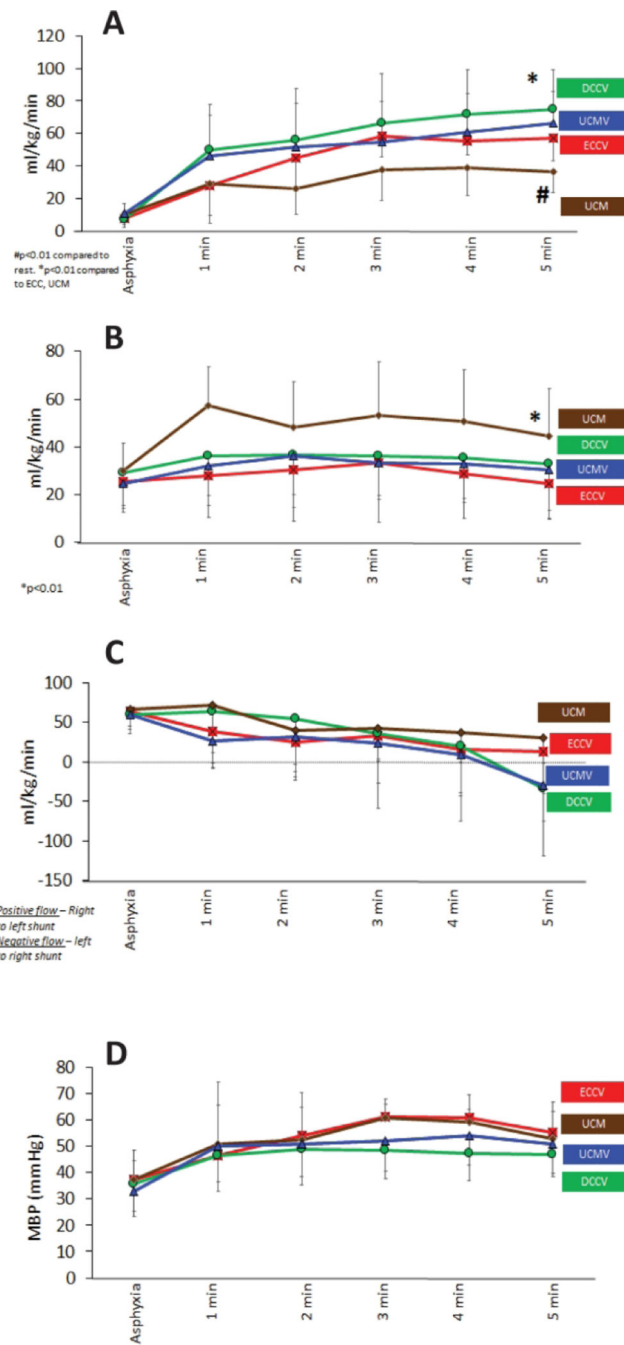 A
120
100
80
60
40
20
0
ml/kg/min
*
#
DCCV
UCMV
ECCV
UCM
Asphyxia
1 min
2 min
3 min
4 min
5 min
#p<0.01 compared to
rest. *p<0.01 compared
to ECC, UCM
B
80
60
40
20
0
ml/kg/min
*
UCM
DCCV
UCMV
ECCV
Asphyxia
1 min
2 min
3 min
4 min
5 min
*p<0.01
C
100
50
0
-50
-100
-150
ml/kg/min
UCM
ECCV
UCMV
DCCV
Asphyxia
1 min
2 min
3 min
4 min
5 min
Positive flow – Right
to left shunt
Negative flow – left
to right shunt
D
80
70
60
50
40
30
20
10
0
MBP (mmHg)
ECCV
UCM
UCMV
DCCV
Asphyxia
1 min
2 min
3 min
4 min
5 min